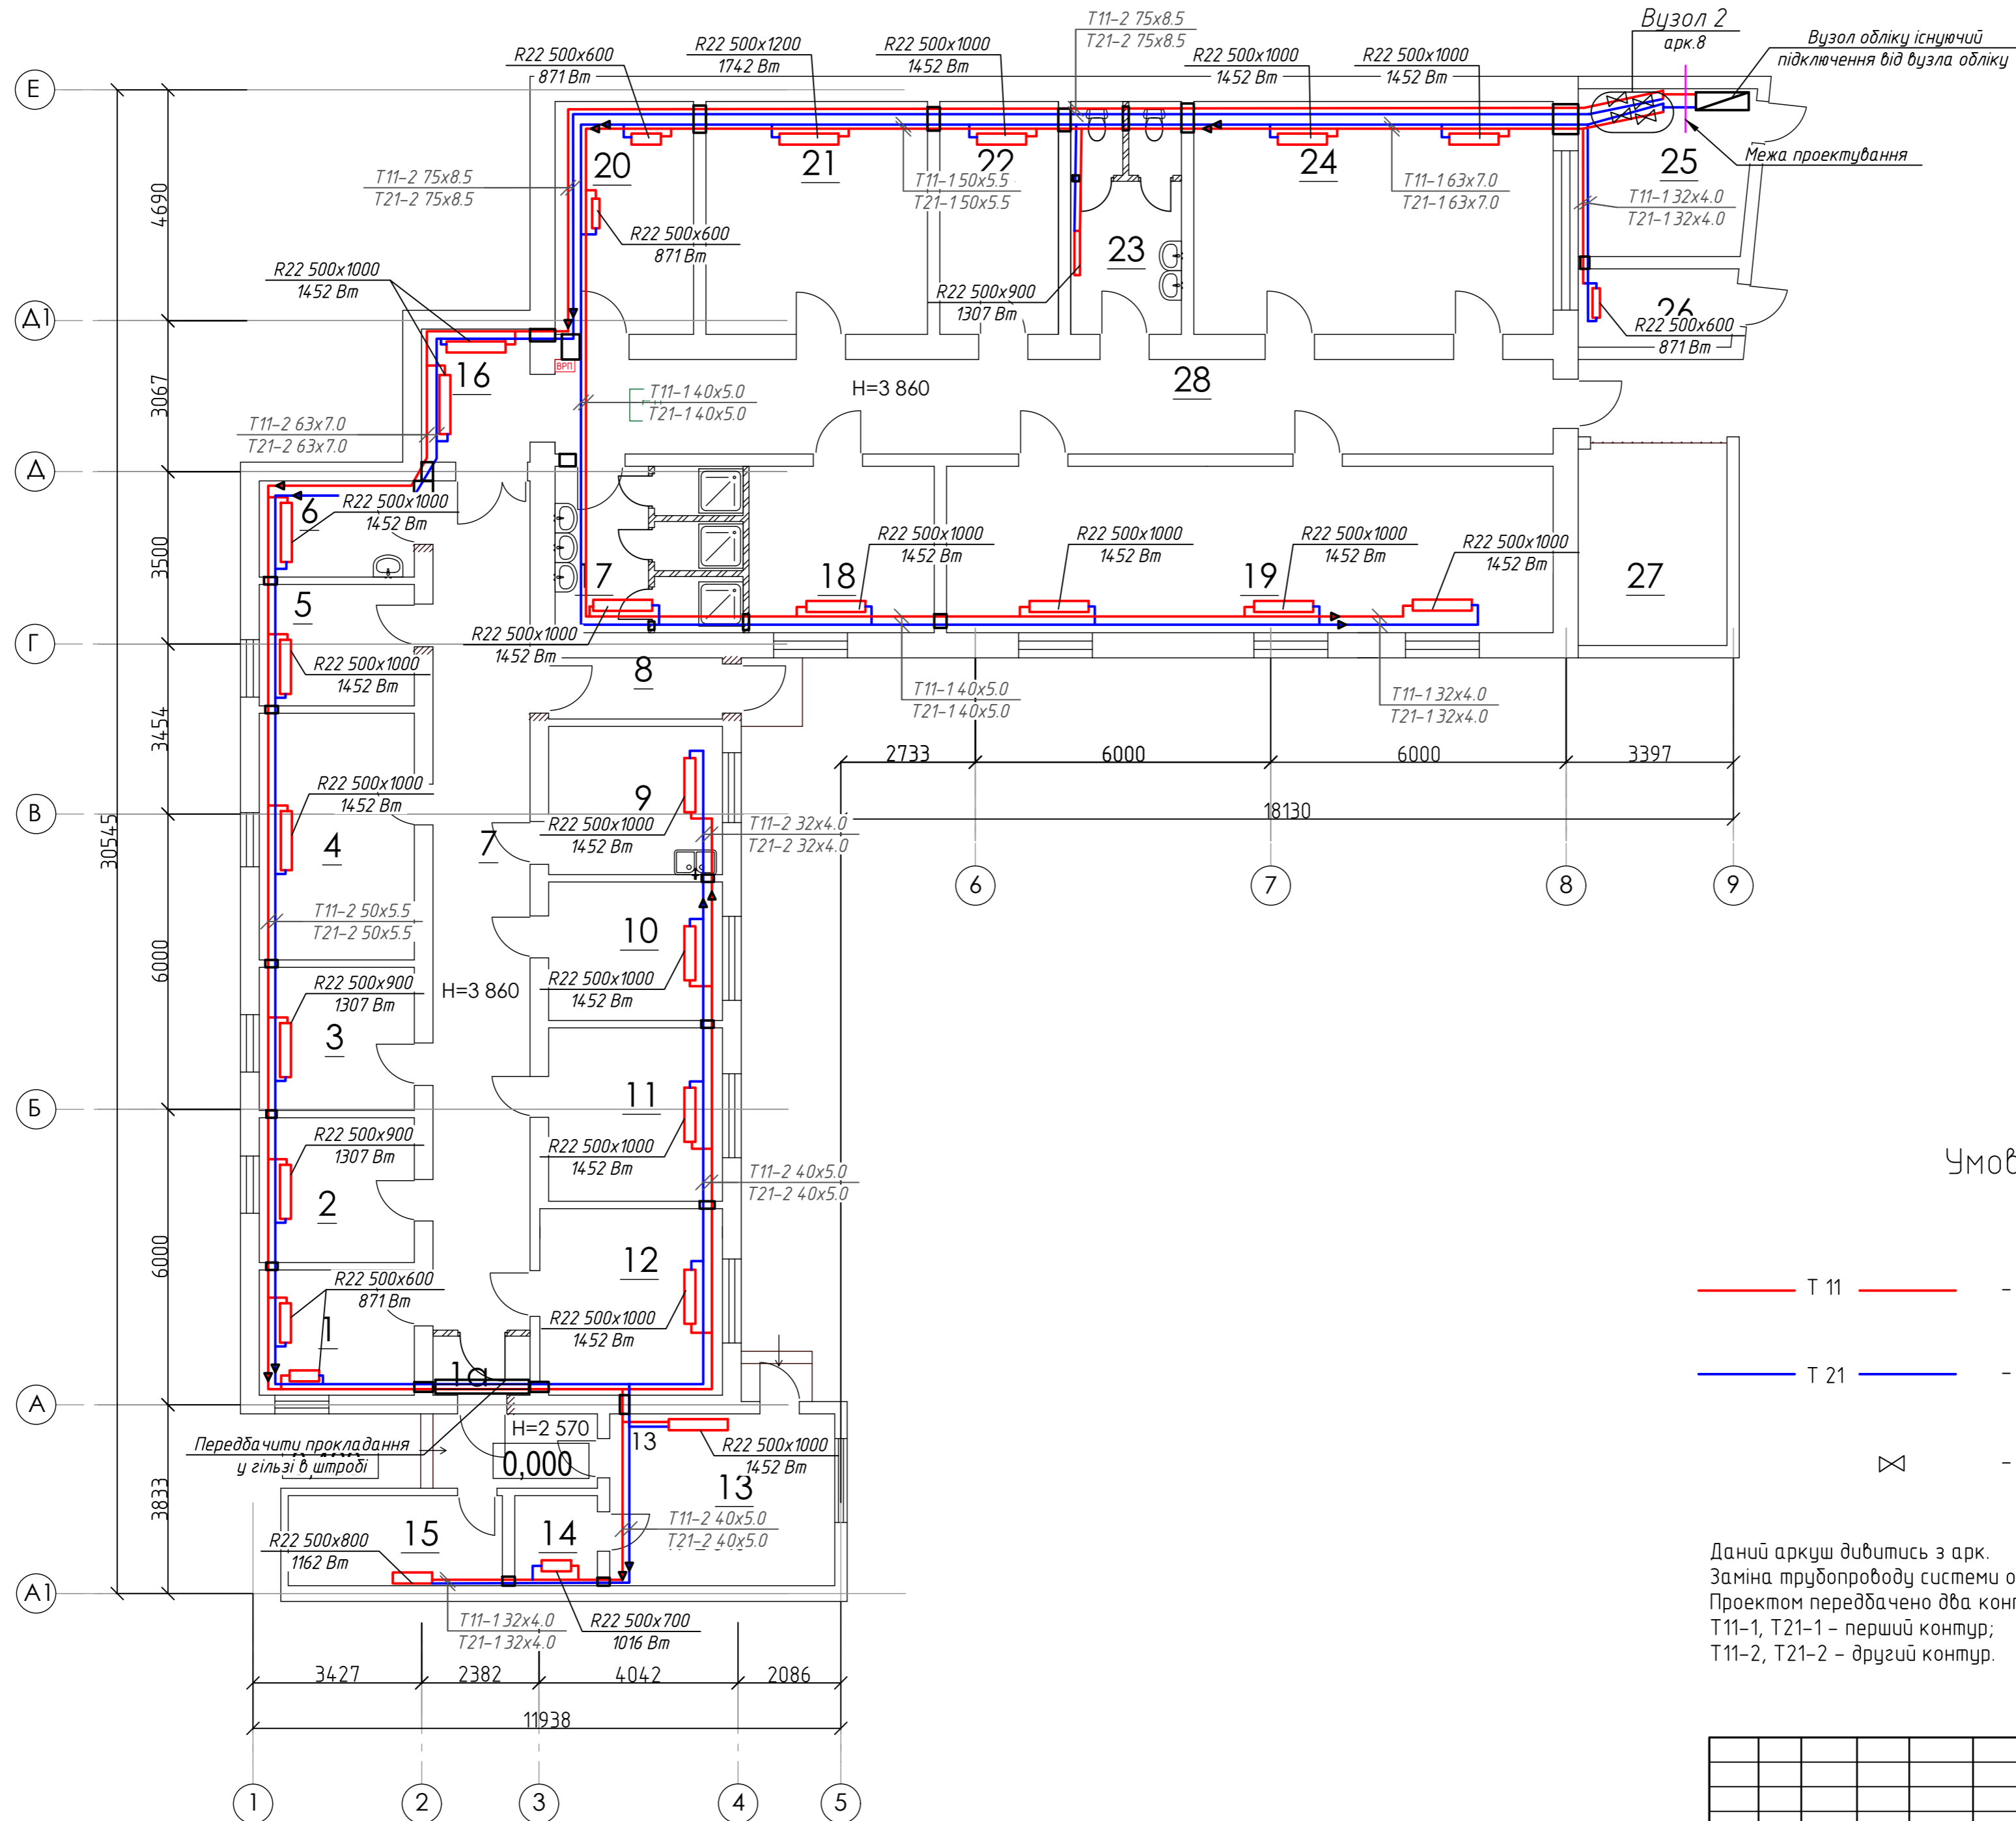 T11-2 75x8.5
T21-2 75x8.5
Вузол 2
арк.8
Вузол обліку існуючий
підключення від вузла обліку
R22 500x600
871 Вт
R22 500x1200
1742 Вт
R22 500x1000
1452 Вт
R22 500x1000
1452 Вт
R22 500x1000
1452 Вт
Е
20
21
22
24
25
Межа проектування
T11-2 75x8.5
T21-2 75x8.5
T11-1 50x5.5
T21-1 50x5.5
T11-1 63x7.0
T21-1 63x7.0
T11-1 32x4.0
T21-1 32x4.0
4690
R22 500x600
871 Вт
23
R22 500x1000
1452 Вт
R22 500x900
1307 Вт
26
R22 500x600
871 Вт
Д1
16
ВРП
28
H=3 860
T11-1 40x5.0
T21-1 40x5.0
3067
T11-2 63x7.0
T21-2 63x7.0
Д
6
R22 500x1000
1452 Вт
3500
17
18
19
27
R22 500x1000
1452 Вт
R22 500x1000
1452 Вт
R22 500x1000
1452 Вт
R22 500x1000
1452 Вт
5
R22 500x1000
1452 Вт
Г
R22 500x1000
1452 Вт
8
T11-1 40x5.0
T21-1 40x5.0
T11-1 32x4.0
T21-1 32x4.0
3454
2733
6000
6000
3397
18130
R22 500x1000
1452 Вт
9
R22 500x1000
1452 Вт
T11-2 32x4.0
T21-2 32x4.0
В
30545
4
7
6
7
8
9
T11-2 50x5.5
T21-2 50x5.5
10
6000
R22 500x900
1307 Вт
H=3 860
R22 500x1000
1452 Вт
3
Б
11
R22 500x900
1307 Вт
R22 500x1000
1452 Вт
T11-2 40x5.0
T21-2 40x5.0
Умов
2
12
6000
R22 500x600
871 Вт
R22 500x1000
1452 Вт
T 11
-
1
1а
T 21
-
А
H=2 570
13
Передбачити прокладання
у гільзі в штробі
0,000
R22 500x1000
1452 Вт
13
-
3833
15
14
T11-2 40x5.0
T21-2 40x5.0
R22 500x800
1162 Вт
А1
T11-1 32x4.0
T21-1 32x4.0
R22 500x700
1016 Вт
Даний аркуш дивитись з арк.
Заміна трубопроводу системи о
Проектом передбачено два конт
Т11-1, Т21-1 - перший контур;
Т11-2, Т21-2 - другий контур.
3427
2382
4042
2086
11938
1
2
3
4
5